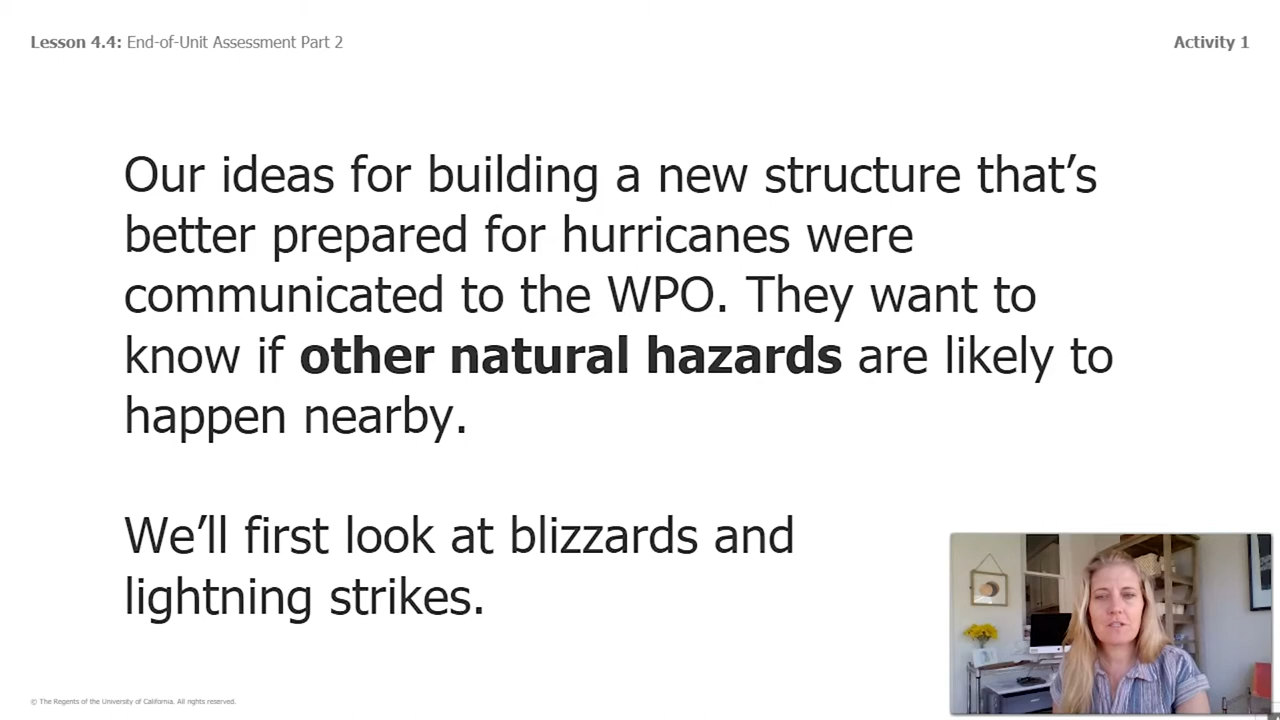 Lesson 4.4: End-of-Unit Assessment Part 2
Activity 1
Our ideas for building a new structure that’s
better prepared for hurricanes were
communicated to the WPO. They want to
know if other natural hazards are likely to
happen nearby.
We’ll first look at blizzards and
lightning strikes.
© The Regents of the University of California. All rights reserved.